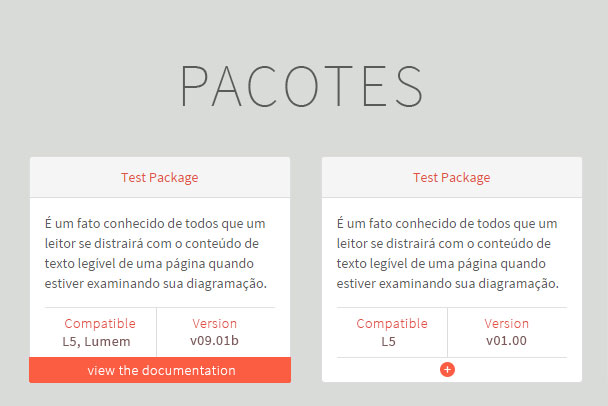 PACOTES
Test Package
É um fato conhecido de todos que um
leitor se distrairá com o conteúdo de
texto legível de uma página quando
estiver examinando sua diagramação.
Compatible Version
L5, Lumem v09.01b
view the documentation
Test Package
É um fato conhecido de todos que um
leitor se distrairá com o conteúdo de
texto legível de uma página quando
estiver examinando sua diagramação.
Compatible Version
L5 v01.00
+